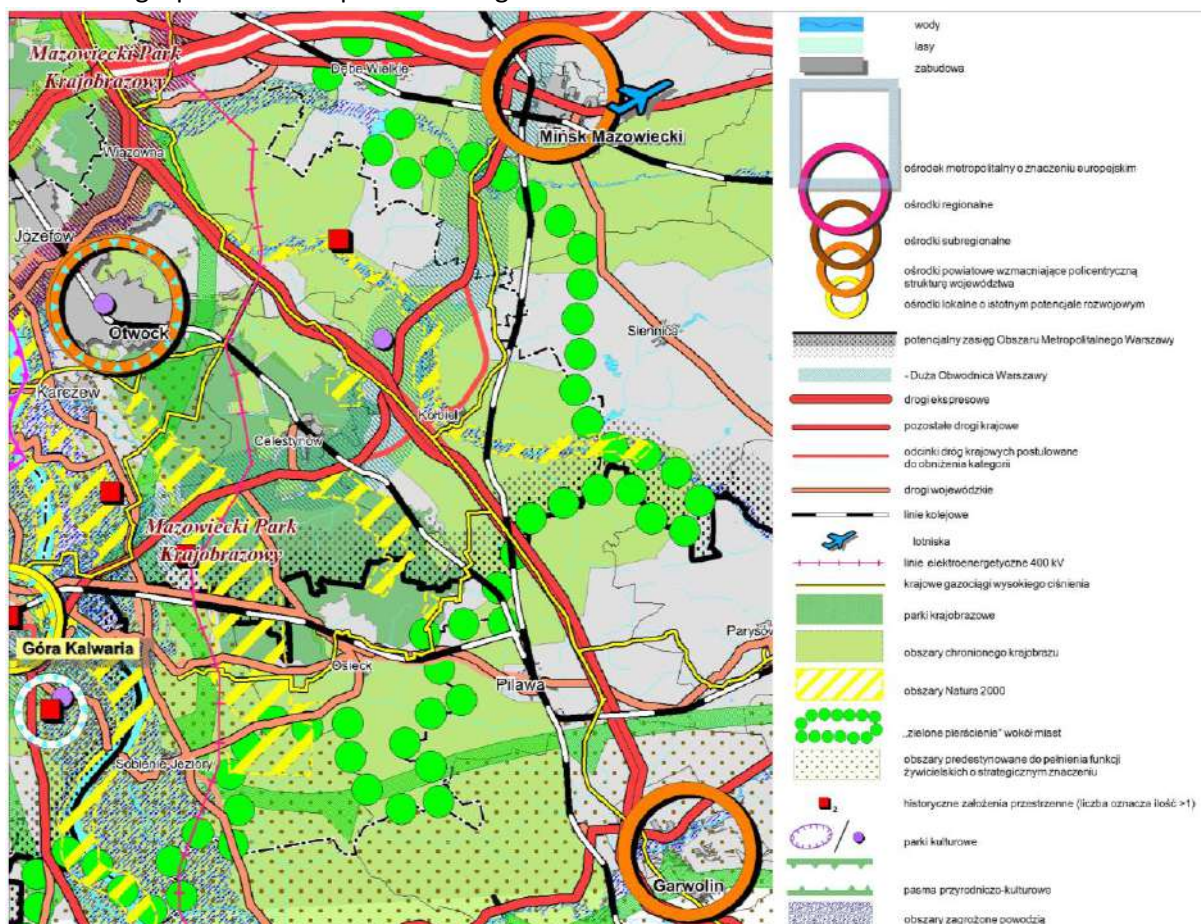 Mazowiecki Park
Krajobrazowy
Dębe Wielkie
Mińsk Mazowiecki
Wiązowna
Józefów
Otwock
Siennica
Karczew
Kołbiel
Celestynów
Mazowiecki Park
Krajobrazowy
Góra Kalwaria
Osieck
Parysów
Pilawa
Sobienie Jeziory
Garwolin
wody
lasy
zabudowa
ośrodek metropolitalny o znaczeniu europejskim
ośrodki regionalne
ośrodki subregionalne
ośrodki powiatowe wzmacniające policentryczną
strukturę województwa
ośrodki lokalne o istotnym potencjale rozwojowym
potencjalny zasięg Obszaru Metropolitalnego Warszawy
-Duża Obwodnica Warszawy
drogi ekspresowe
pozostałe drogi krajowe
odcinki dróg krajowych postulowane
do obniżenia kategorii
drogi wojewódzkie
linie kolejowe
lotniska
linie elektroenergetyczne 400 kV
krajowe gazociągi wysokiego ciśnienia
parki krajobrazowe
obszary chronionego krajobrazu
obszary Natura 2000
„zielone pierścienie" wokół miast
obszary predestynowane do pełnienia funkcji
żywicielskich o strategicznym znaczeniu
2
historyczne założenia przestrzenne (liczba oznacza ilość >1)
parki kulturowe
pasma przyrodniczo-kulturowe
obszary zagrożone powodzią